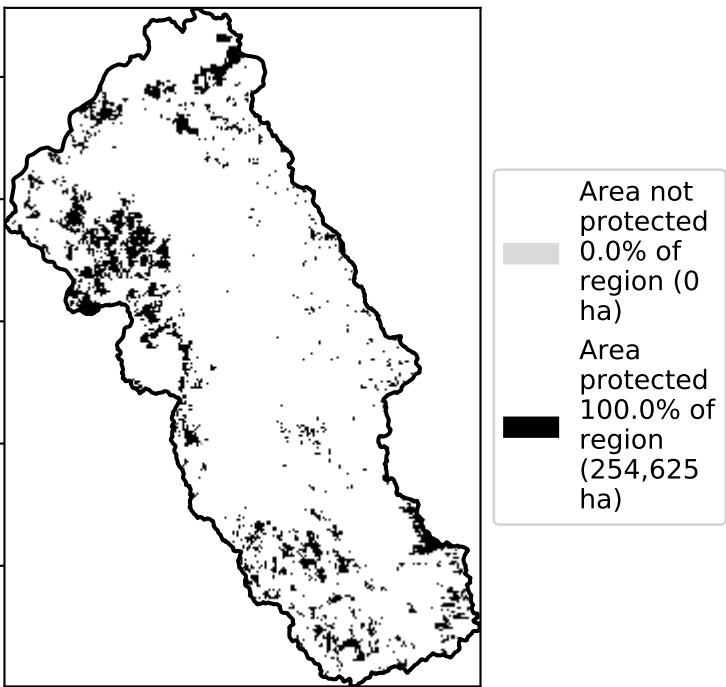 Area not
protected
0.0% of
region (0
ha)
Area
protected
100.0% of
region
(254,625
ha)